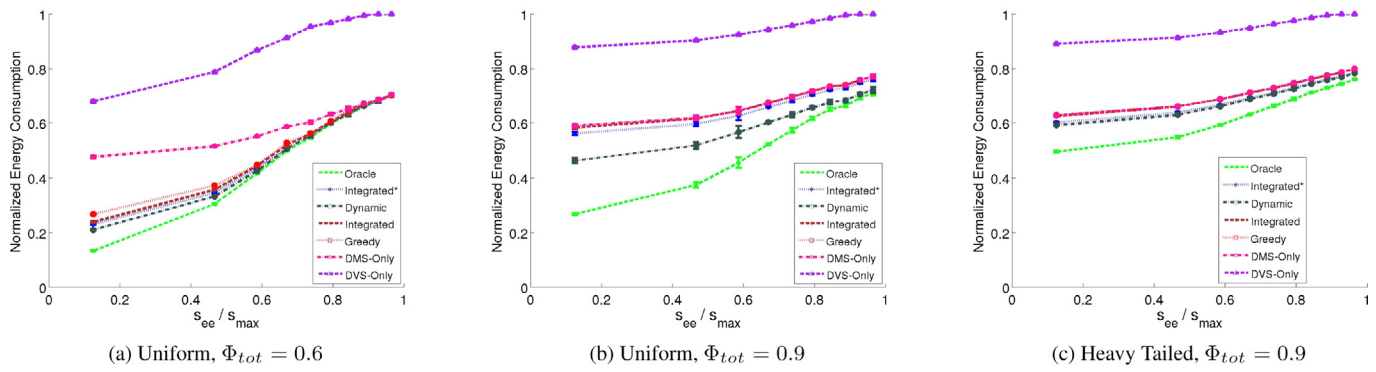 1
0.8
0.6
0.4
0.2
0
Normalized Energy Consumption
0 0.2 0.4 0.6 0.8 1
s_ee / s_max
Oracle
Integrated*
Dynamic
Integrated
Greedy
DMS-Only
DVS-Only
(a) Uniform, Φ_tot = 0.6
1
0.8
0.6
0.4
0.2
0
Normalized Energy Consumption
0 0.2 0.4 0.6 0.8 1
s_ee / s_max
Oracle
Integrated*
Dynamic
Integrated
Greedy
DMS-Only
DVS-Only
(b) Uniform, Φ_tot = 0.9
1
0.8
0.6
0.4
0.2
0
Normalized Energy Consumption
0 0.2 0.4 0.6 0.8 1
s_ee / s_max
Oracle
Integrated*
Dynamic
Integrated
Greedy
DMS-Only
DVS-Only
(c) Heavy Tailed, Φ_tot = 0.9